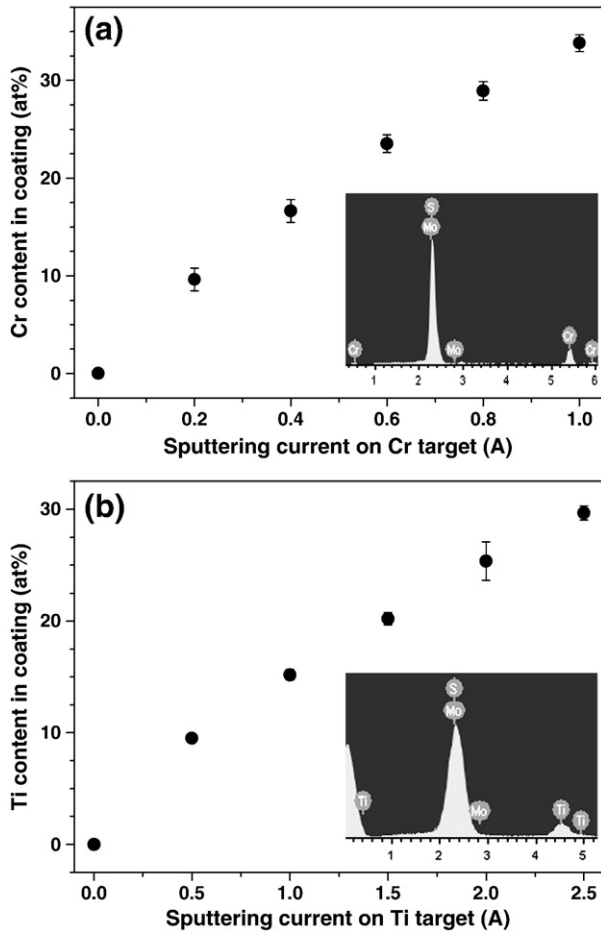 (a)
Cr content in coating (at%)
30
20
10
0
0.0 0.2 0.4 0.6 0.8 1.0
Sputtering current on Cr target (A)
S
Mo
Cr Mo Cr Cr
1 2 3 4 5 6
(b)
Ti content in coating (at%)
30
20
10
0
0.0 0.5 1.0 1.5 2.0 2.5
Sputtering current on Ti target (A)
S
Mo
Ti Mo Ti Ti
1 2 3 4 5